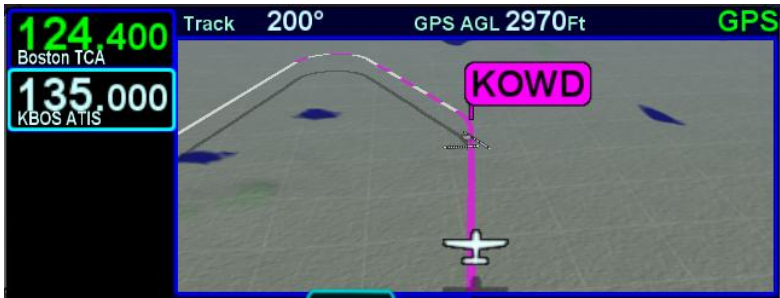 124.400
Boston TCA
135.000
KBOS ATIS
Track 200° GPS AGL 2970Ft GPS
KOWD